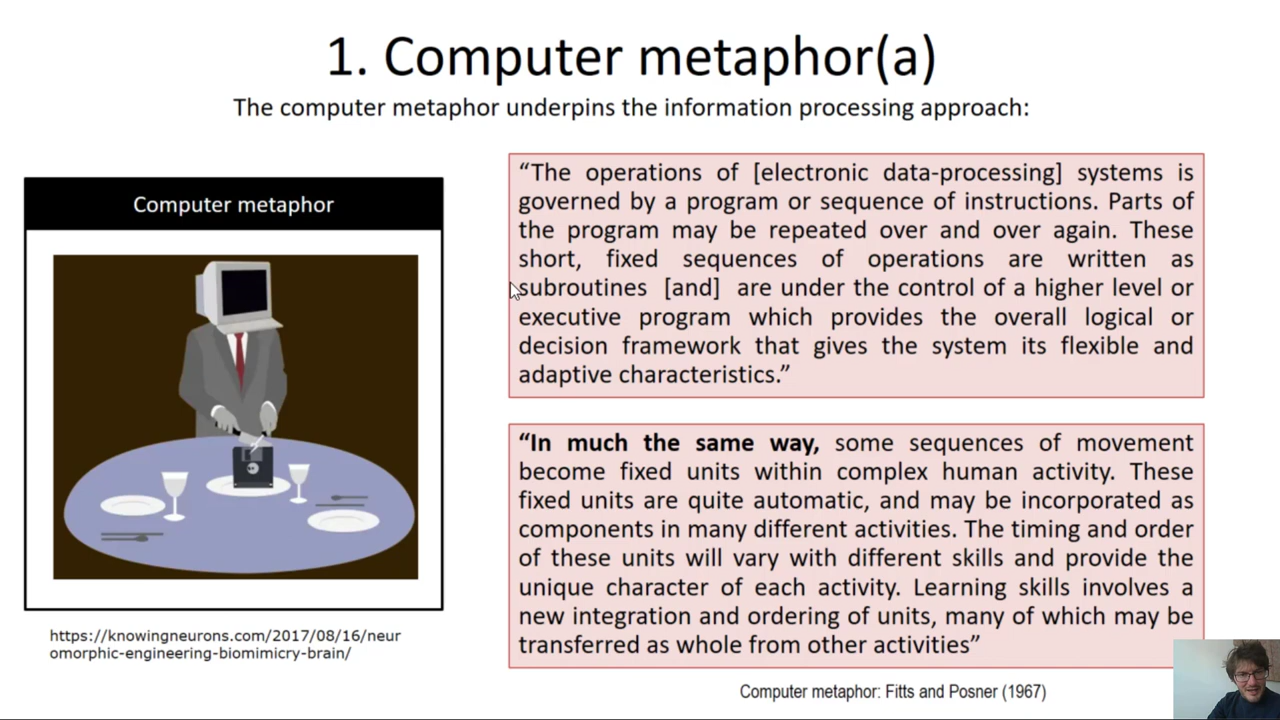 1. Computer metaphor(a)
The computer metaphor underpins the information processing approach:
Computer metaphor
https://knowingneurons.com/2017/08/16/neur
omorphic-engineering-biomimicry-brain/
“The operations of [electronic data-processing] systems is
governed by a program or sequence of instructions. Parts of
the program may be repeated over and over again. These
short, fixed sequences of operations are written as
subroutines [and] are under the control of a higher level or
executive program which provides the overall logical or
decision framework that gives the system its flexible and
adaptive characteristics.”
“In much the same way, some sequences of movement
become fixed units within complex human activity. These
fixed units are quite automatic, and may be incorporated as
components in many different activities. The timing and order
of these units will vary with different skills and provide the
unique character of each activity. Learning skills involves a
new integration and ordering of units, many of which may be
transferred as whole from other activities”
Computer metaphor: Fitts and Posner (1967)